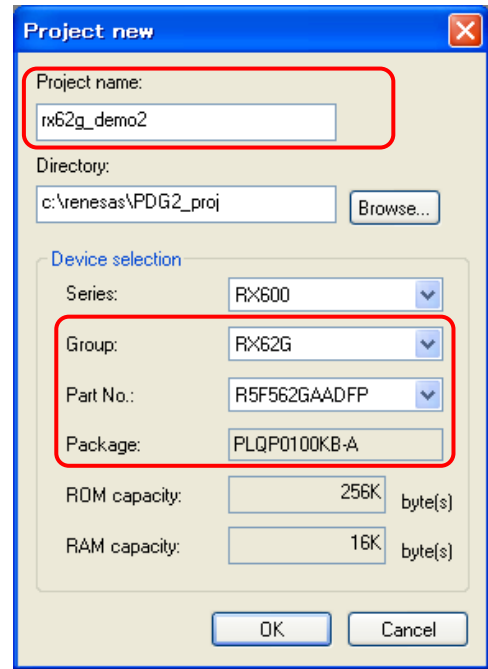 Project new
Project name:
rx62g_demo2
Directory:
c:\renesas\PDG2_proj
Browse...
Device selection
Series:
RX600
Group:
RX62G
Part No.:
R5F562GAADFP
Package:
PLQP0100KB-A
ROM capacity:
256K
byte(s)
RAM capacity:
16K
byte(s)
OK
Cancel